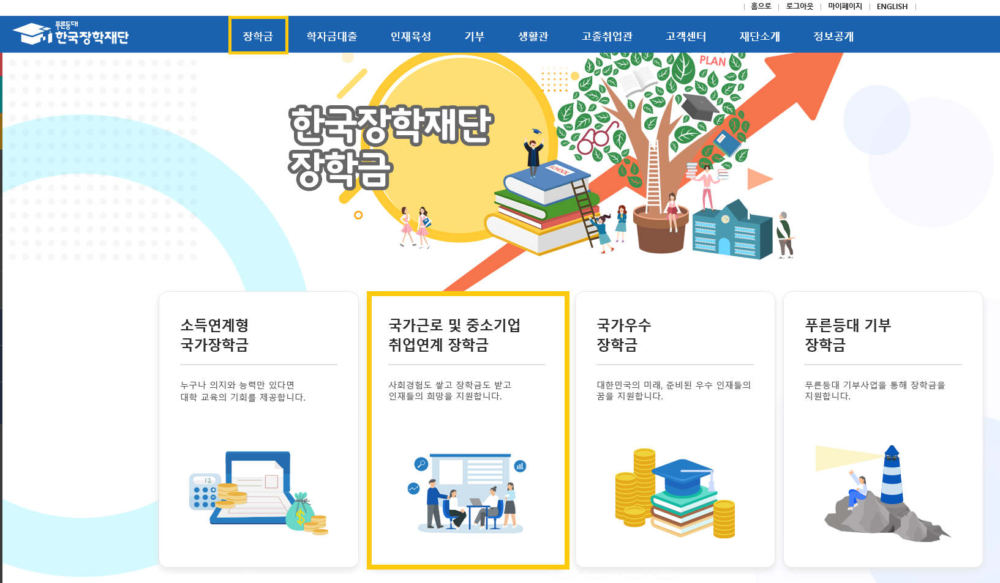 홈으로 로그아웃 마이페이지 ENGLISH
푸른등대
한국장학재단
장학금 학자금대출 인재육성 기부 생활관 고졸취업관 고객센터 재단소개 정보공개
PLAN
한국장학재단
장학금
SCHOOL
소득연계형
국가장학금
누구나 의지와 능력만 있다면
대학 교육의 기회를 제공합니다.
12
국가근로 및 중소기업
취업연계 장학금
사회경험도 쌓고 장학금도 받고
인재들의 희망을 지원합니다.
국가우수
장학금
대한민국의 미래, 준비된 우수 인재들의
꿈을 지원합니다.
푸른등대 기부
장학금
푸른등대 기부사업을 통해 장학금을
지원합니다.